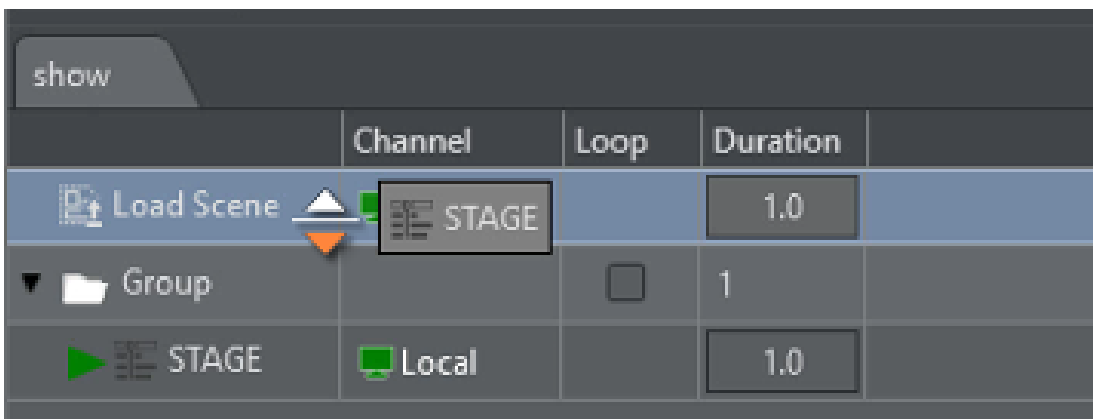 show
Channel Loop Duration
Load Scene STAGE 1.0
Group 1
STAGE Local 1.0